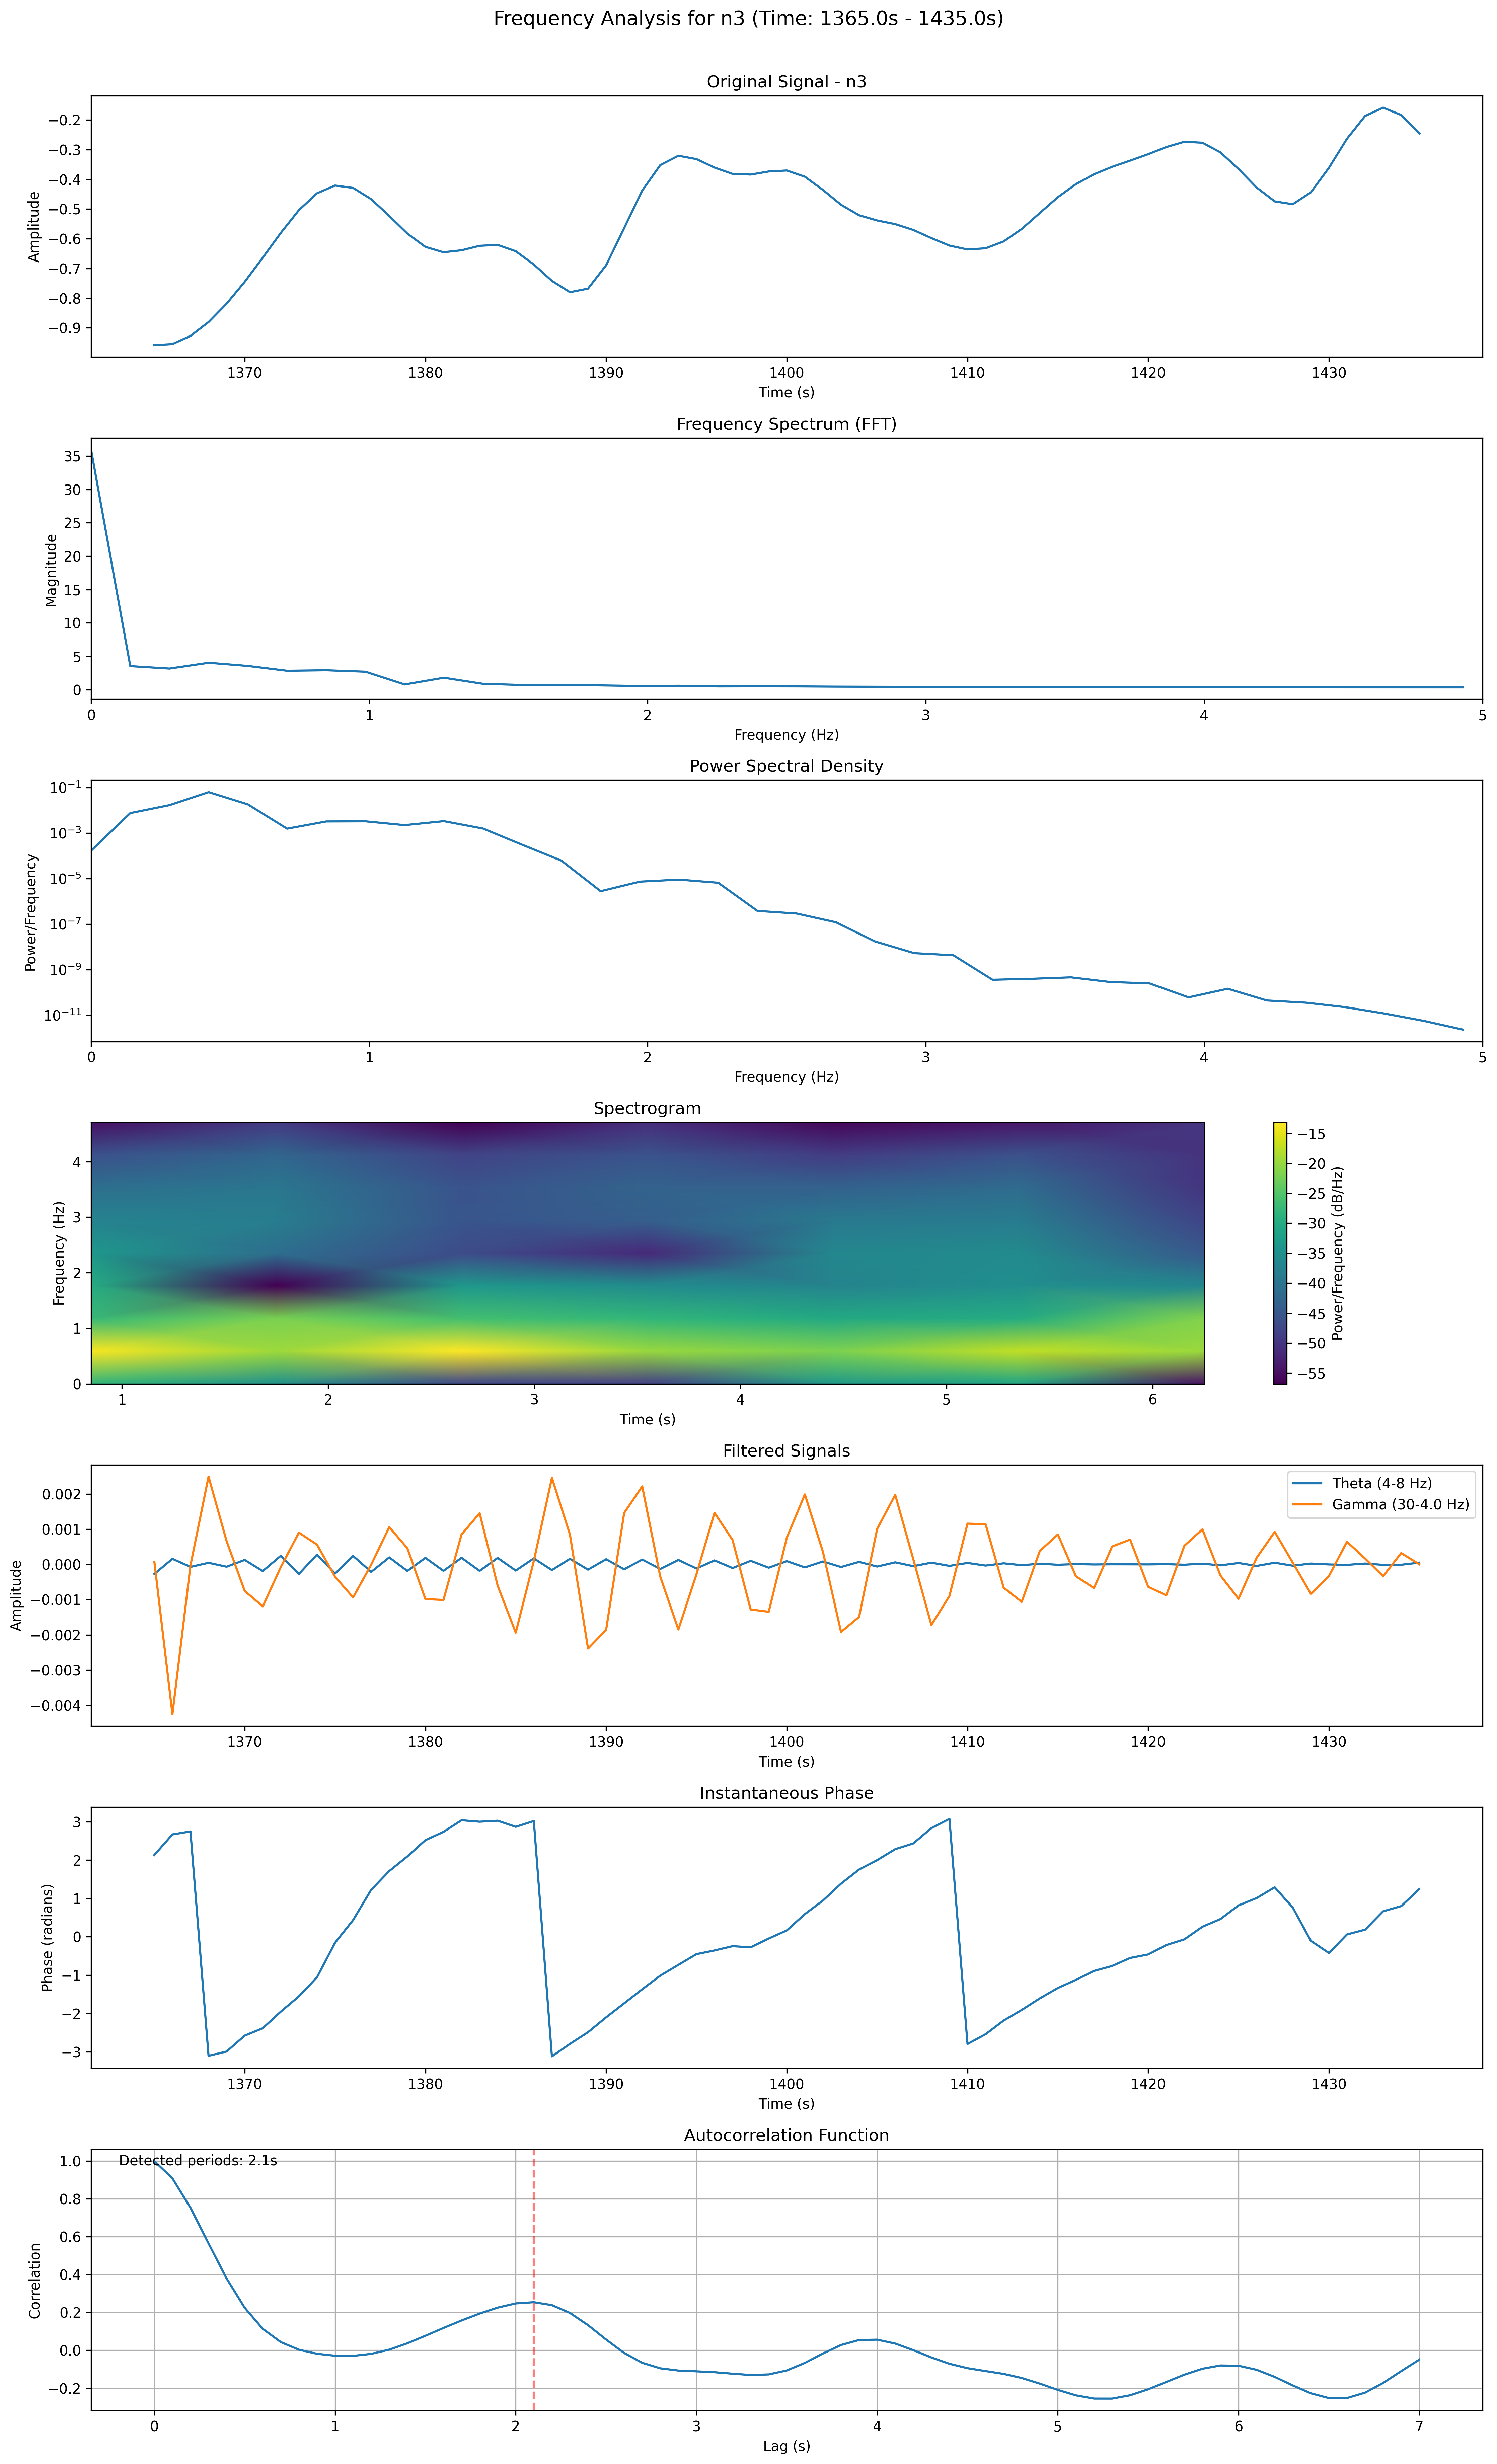 Frequency Analysis for n3 (Time: 1365.0s - 1435.0s)
Original Signal - n3
Amplitude
−0.2
−0.3
−0.4
−0.5
−0.6
−0.7
−0.8
−0.9
1370 1380 1390 1400 1410 1420 1430
Time (s)
Frequency Spectrum (FFT)
Magnitude
35
30
25
20
15
10
5
0
0 1 2 3 4 5
Frequency (Hz)
Power Spectral Density
Power/Frequency
10⁻¹
10⁻³
10⁻⁵
10⁻⁷
10⁻⁹
10⁻¹¹
0 1 2 3 4 5
Frequency (Hz)
Spectrogram
Frequency (Hz)
4
3
2
1
0
1 2 3 4 5 6
Time (s)
−15
−20
−25
−30
−35
−40
−45
−50
−55
Power/Frequency (dB/Hz)
Filtered Signals
Amplitude
0.002
0.001
0.000
−0.001
−0.002
−0.003
−0.004
Theta (4-8 Hz)
Gamma (30-4.0 Hz)
1370 1380 1390 1400 1410 1420 1430
Time (s)
Instantaneous Phase
Phase (radians)
3
2
1
0
−1
−2
−3
1370 1380 1390 1400 1410 1420 1430
Time (s)
Autocorrelation Function
Detected periods: 2.1s
Correlation
1.0
0.8
0.6
0.4
0.2
0.0
−0.2
0 1 2 3 4 5 6 7
Lag (s)